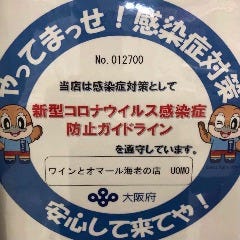 やってまっせ!感染症対策
No.012700
当店は感染症対策として
新型コロナウイルス感染症
防止ガイドライン
を遵守しています。
ワインとオマール海老の店 UOMO
大阪府
安心して来てや!